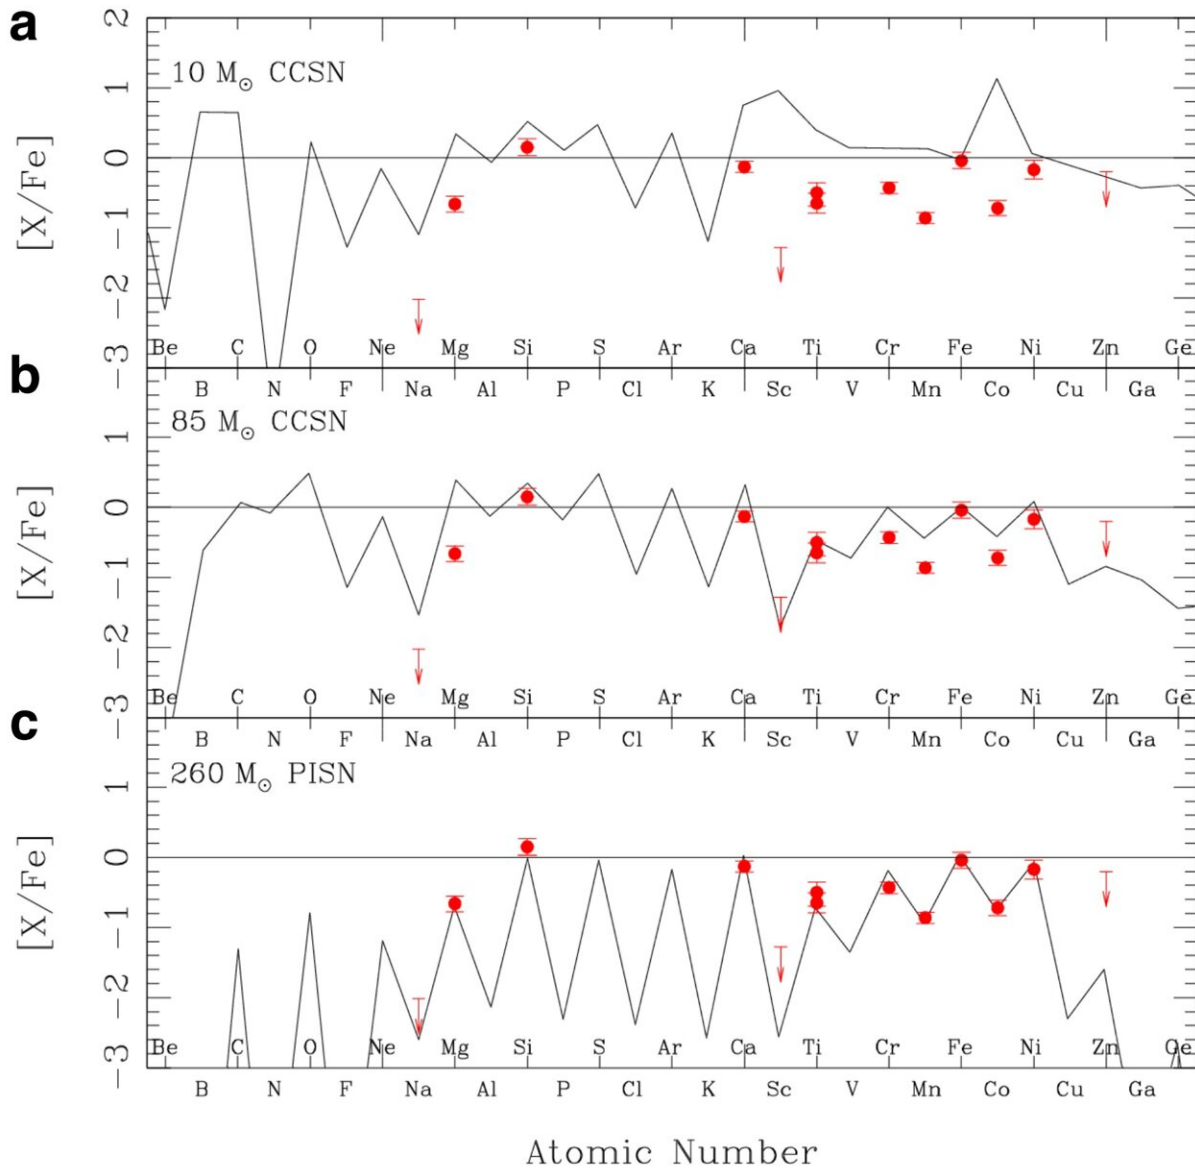 a
2
10 M⊙ CCSN
1
0
[X/Fe]
−1
−2
−3
Be C O Ne Mg Si S Ar Ca Ti Cr Fe Ni Zn Ge
b
B N F Na Al P Cl K Sc V Mn Co Cu Ga
85 M⊙ CCSN
1
0
[X/Fe]
−1
−2
−3
Be C O Ne Mg Si S Ar Ca Ti Cr Fe Ni Zn Ge
c
B N F Na Al P Cl K Sc V Mn Co Cu Ga
260 M⊙ PISN
1
0
[X/Fe]
−1
−2
−3
Be C O Ne Mg Si S Ar Ca Ti Cr Fe Ni Zn Ge
B N F Na Al P Cl K Sc V Mn Co Cu Ga
Atomic Number